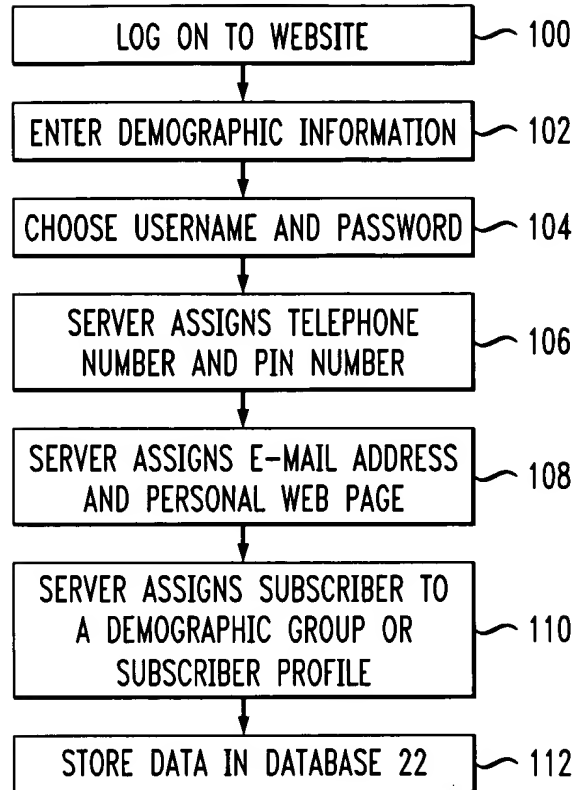 LOG ON TO WEBSITE 100
ENTER DEMOGRAPHIC INFORMATION 102
CHOOSE USERNAME AND PASSWORD 104
SERVER ASSIGNS TELEPHONE
NUMBER AND PIN NUMBER 106
SERVER ASSIGNS E-MAIL ADDRESS
AND PERSONAL WEB PAGE 108
SERVER ASSIGNS SUBSCRIBER TO
A DEMOGRAPHIC GROUP OR 110
SUBSCRIBER PROFILE
STORE DATA IN DATABASE 22 112